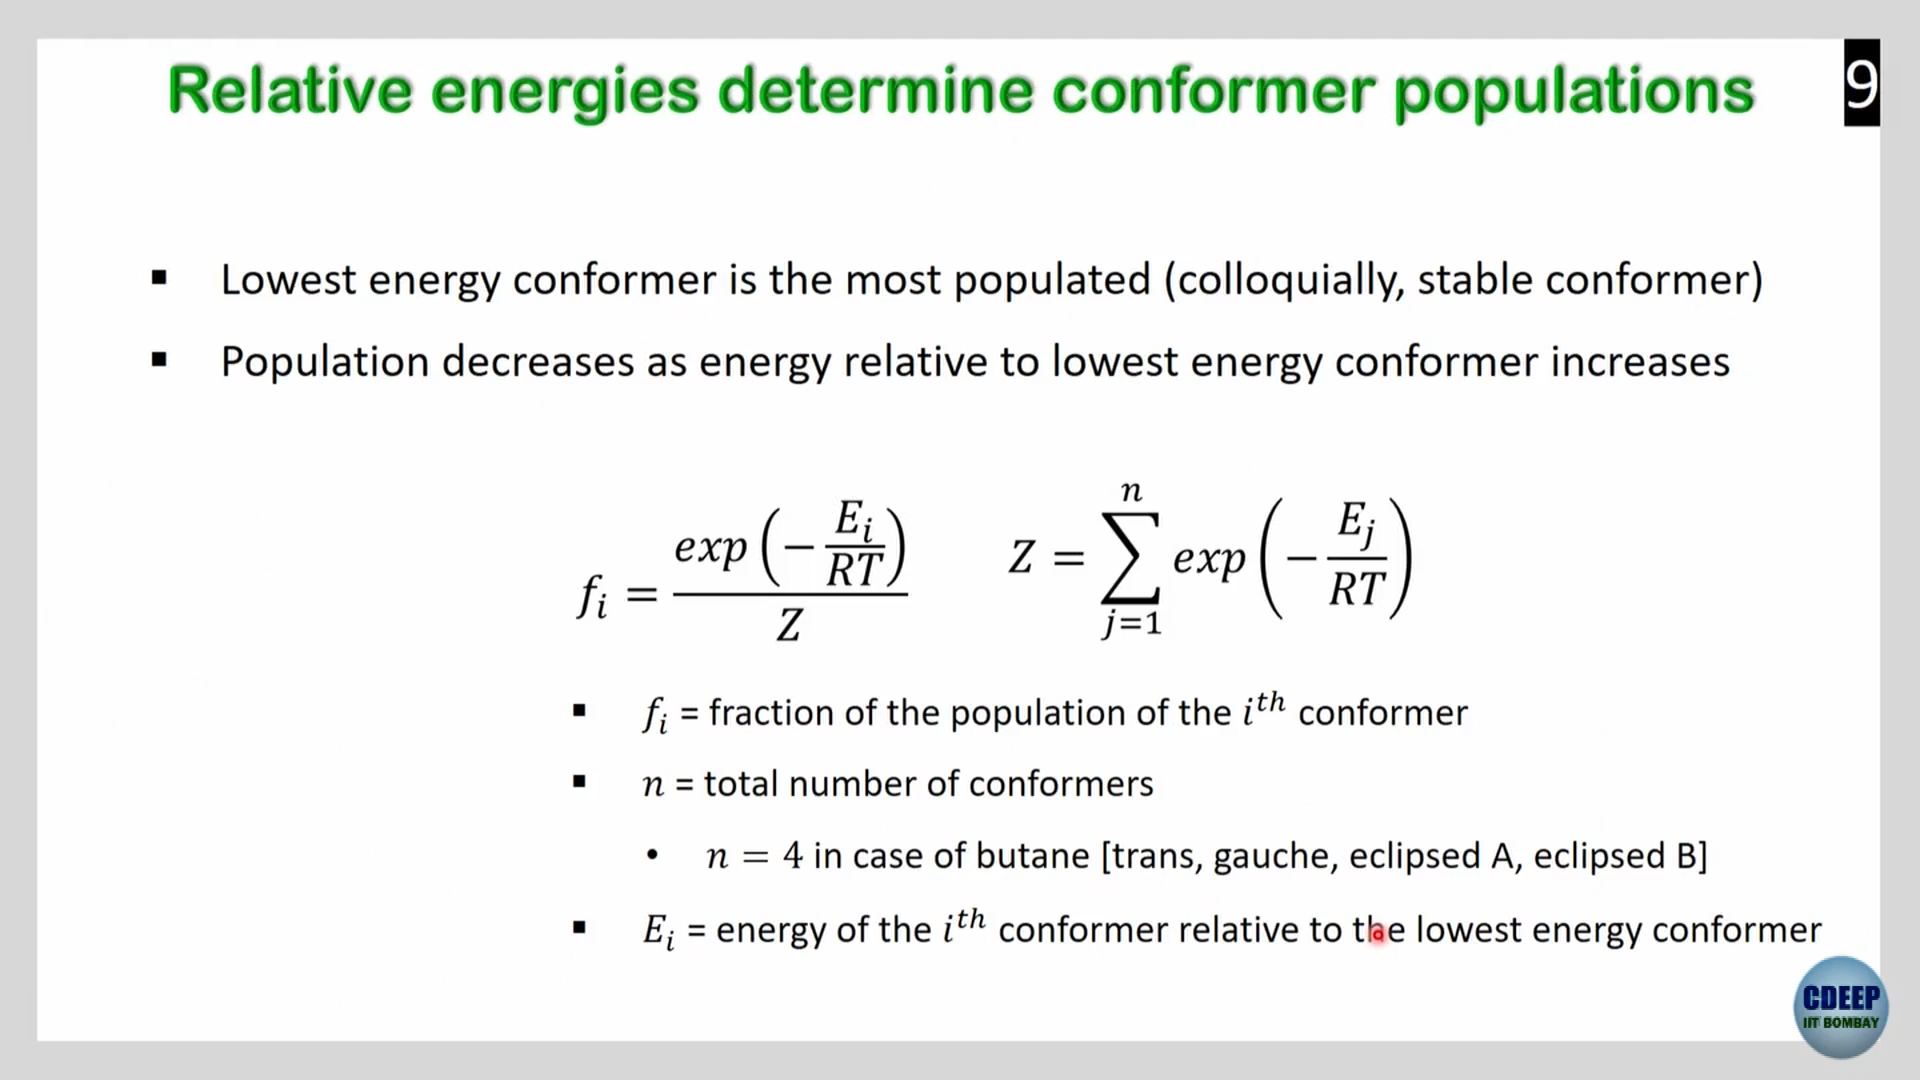 Relative energies determine conformer populations
9
▪ Lowest energy conformer is the most populated (colloquially, stable conformer)
▪ Population decreases as energy relative to lowest energy conformer increases
f_i = exp(−E_i/RT)/Z    Z = ∑_{j=1}^{n} exp(−E_j/RT)
▪ f_i = fraction of the population of the i^th conformer
▪ n = total number of conformers
• n = 4 in case of butane [trans, gauche, eclipsed A, eclipsed B]
▪ E_i = energy of the i^th conformer relative to the lowest energy conformer
CDEEP
IIT BOMBAY